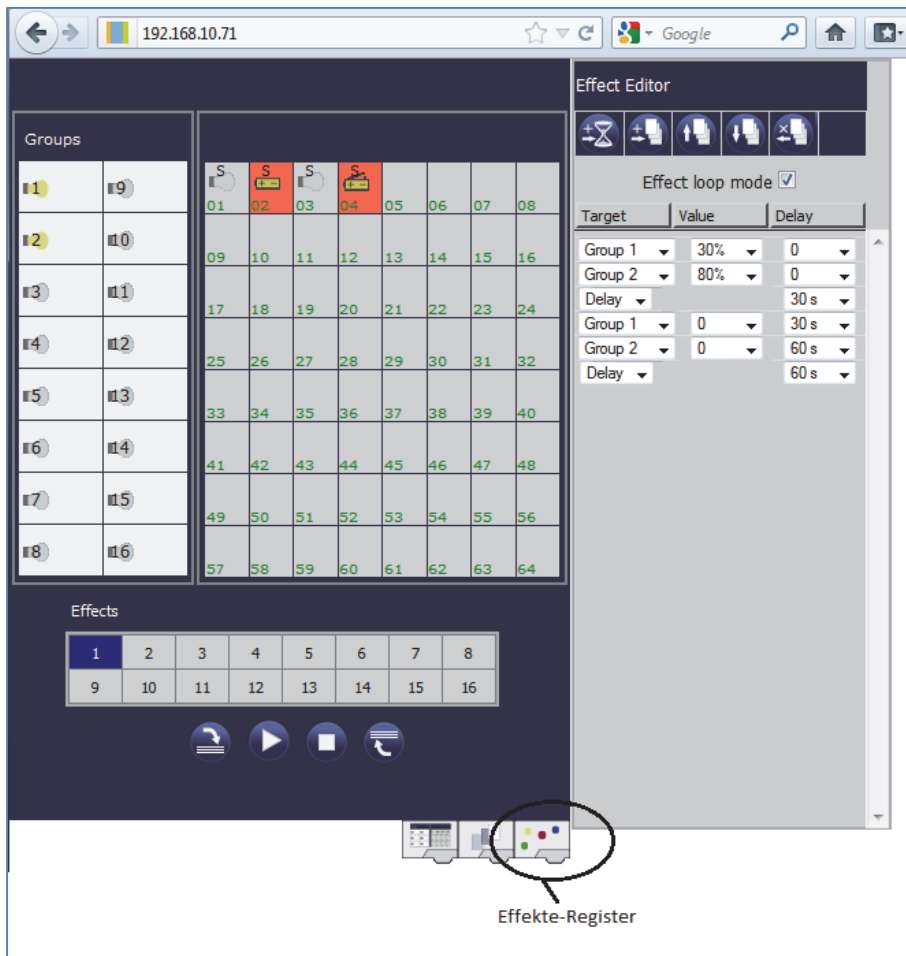 192.168.10.71
Google
Effect Editor
Groups
1 9
2 10
3 11
4 12
5 13
6 14
7 15
8 16
S S S S
01 02 03 04 05 06 07 08
09 10 11 12 13 14 15 16
17 18 19 20 21 22 23 24
25 26 27 28 29 30 31 32
33 34 35 36 37 38 39 40
41 42 43 44 45 46 47 48
49 50 51 52 53 54 55 56
57 58 59 60 61 62 63 64
Effect loop mode
Target Value Delay
Group 1 30% 0
Group 2 80% 0
Delay 30 s
Group 1 0 30 s
Group 2 0 60 s
Delay 60 s
Effects
1 2 3 4 5 6 7 8
9 10 11 12 13 14 15 16
Effekte-Register